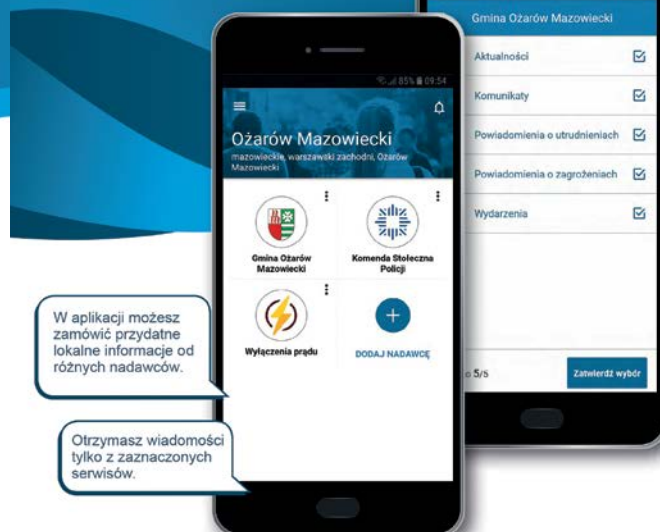 85% 09:54
Ożarów Mazowiecki
mazowieckie, warszawski zachodni, Ożarów
Mazowiecki
Gmina Ożarów
Mazowiecki
Komenda Stołeczna
Policji
Wyłączenia prądu
DODAJ NADAWCĘ
W aplikacji możesz
zamówić przydatne
lokalne informacje od
różnych nadawców.
Otrzymasz wiadomości
tylko z zaznaczonych
serwisów.
Gmina Ożarów Mazowiecki
Aktualności
Komunikaty
Powiadomienia o utrudnieniach
Powiadomienia o zagrożeniach
Wydarzenia
5/5
Zatwierdź wybór